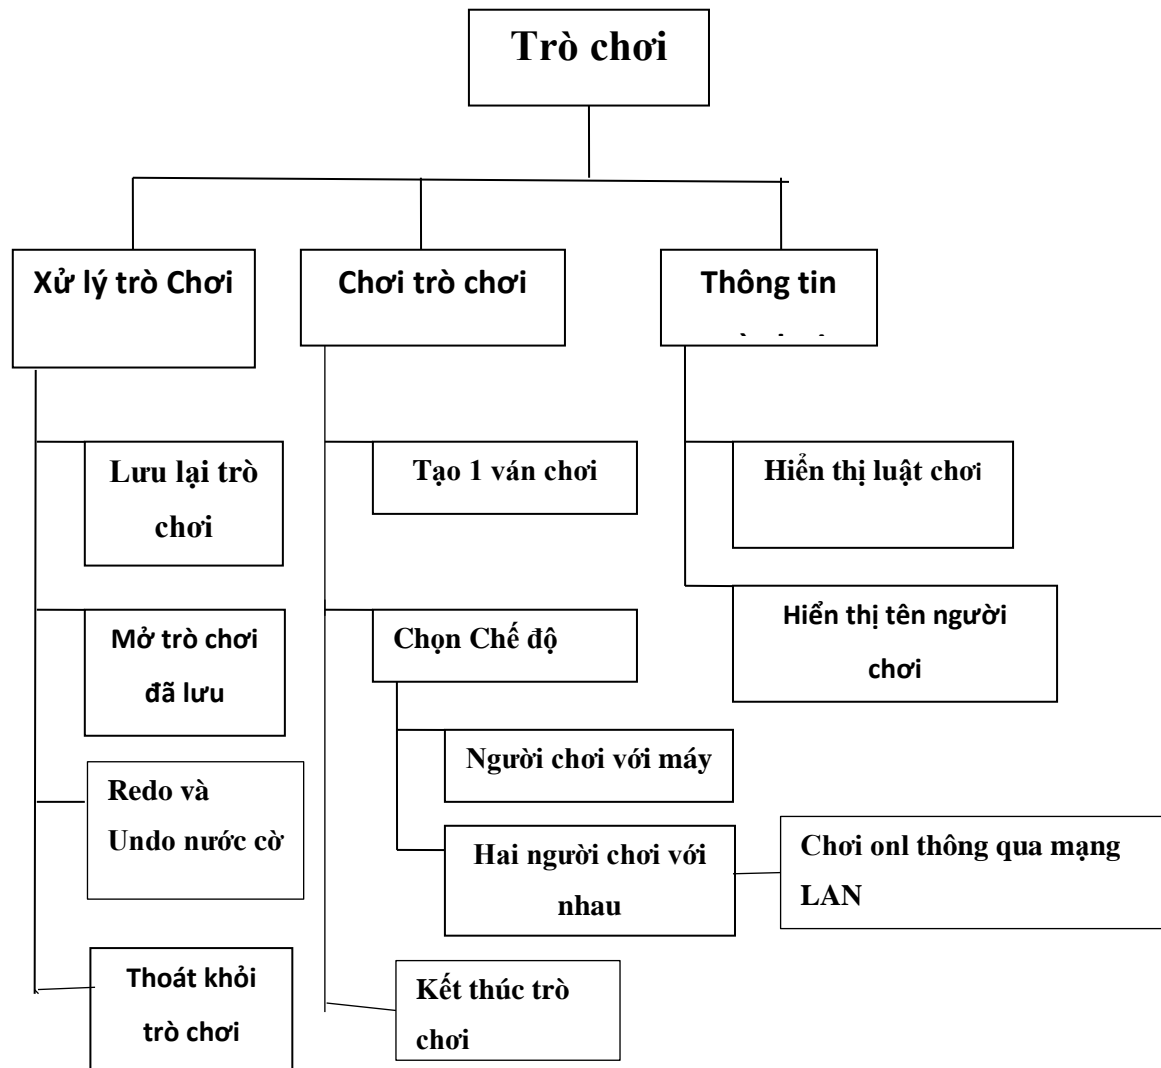 Trò chơi
Xử lý trò Chơi
Chơi trò chơi
Thông tin
Lưu lại trò
chơi
Tạo 1 ván chơi
Hiển thị luật chơi
Mở trò chơi
đã lưu
Chọn Chế độ
Hiển thị tên người
chơi
Người chơi với máy
Redo và
Undo nước cờ
Hai người chơi với
nhau
Chơi onl thông qua mạng
LAN
Thoát khỏi
trò chơi
Kết thúc trò
chơi